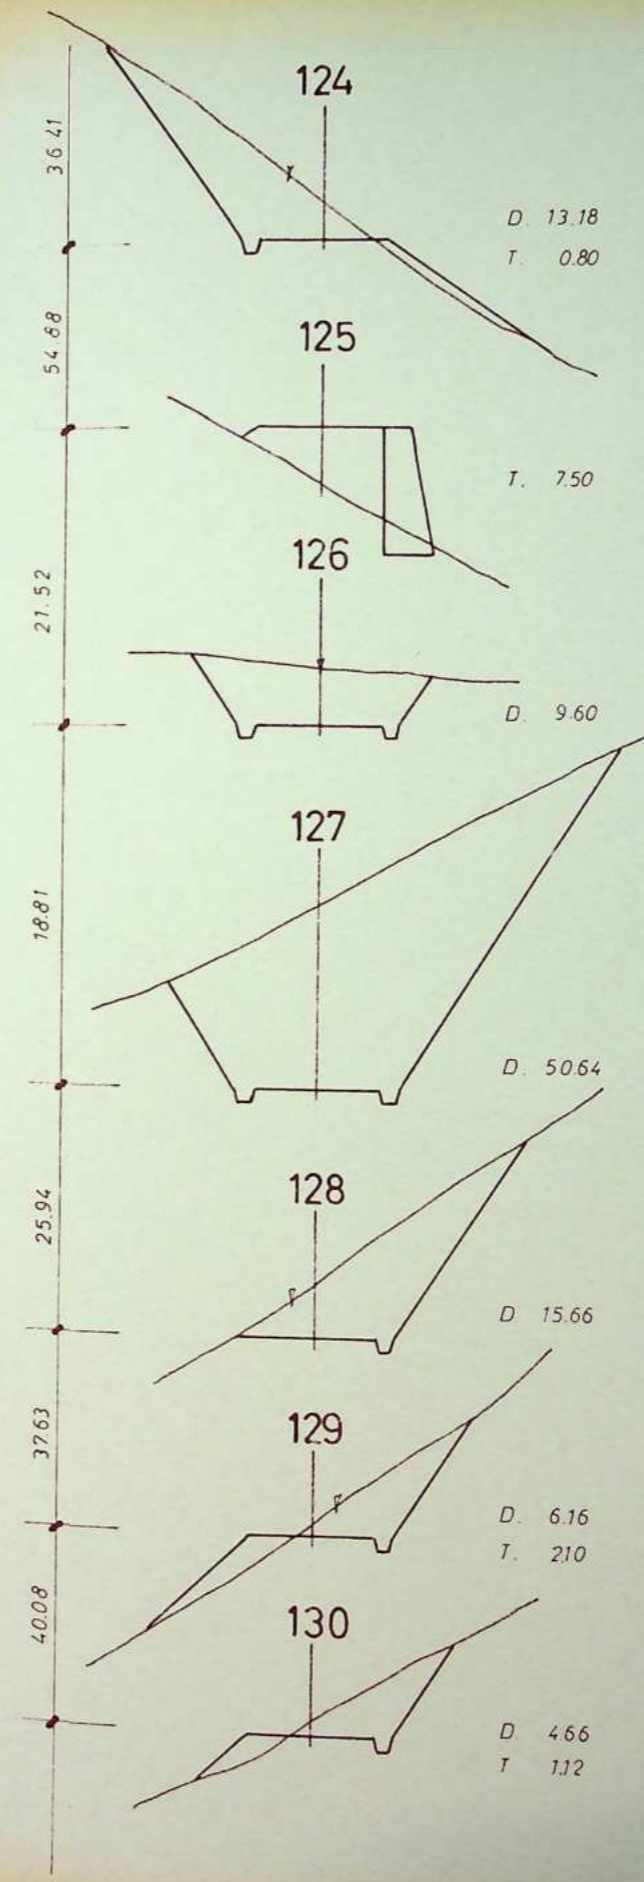 124
36.41
D. 13.18
T. 0.80
54.88
125
T. 7.50
126
21.52
D. 9.60
127
18.81
D. 50.64
128
25.94
D. 15.66
129
37.63
D. 6.16
T. 2.10
40.08
130
D. 4.66
T 1.12